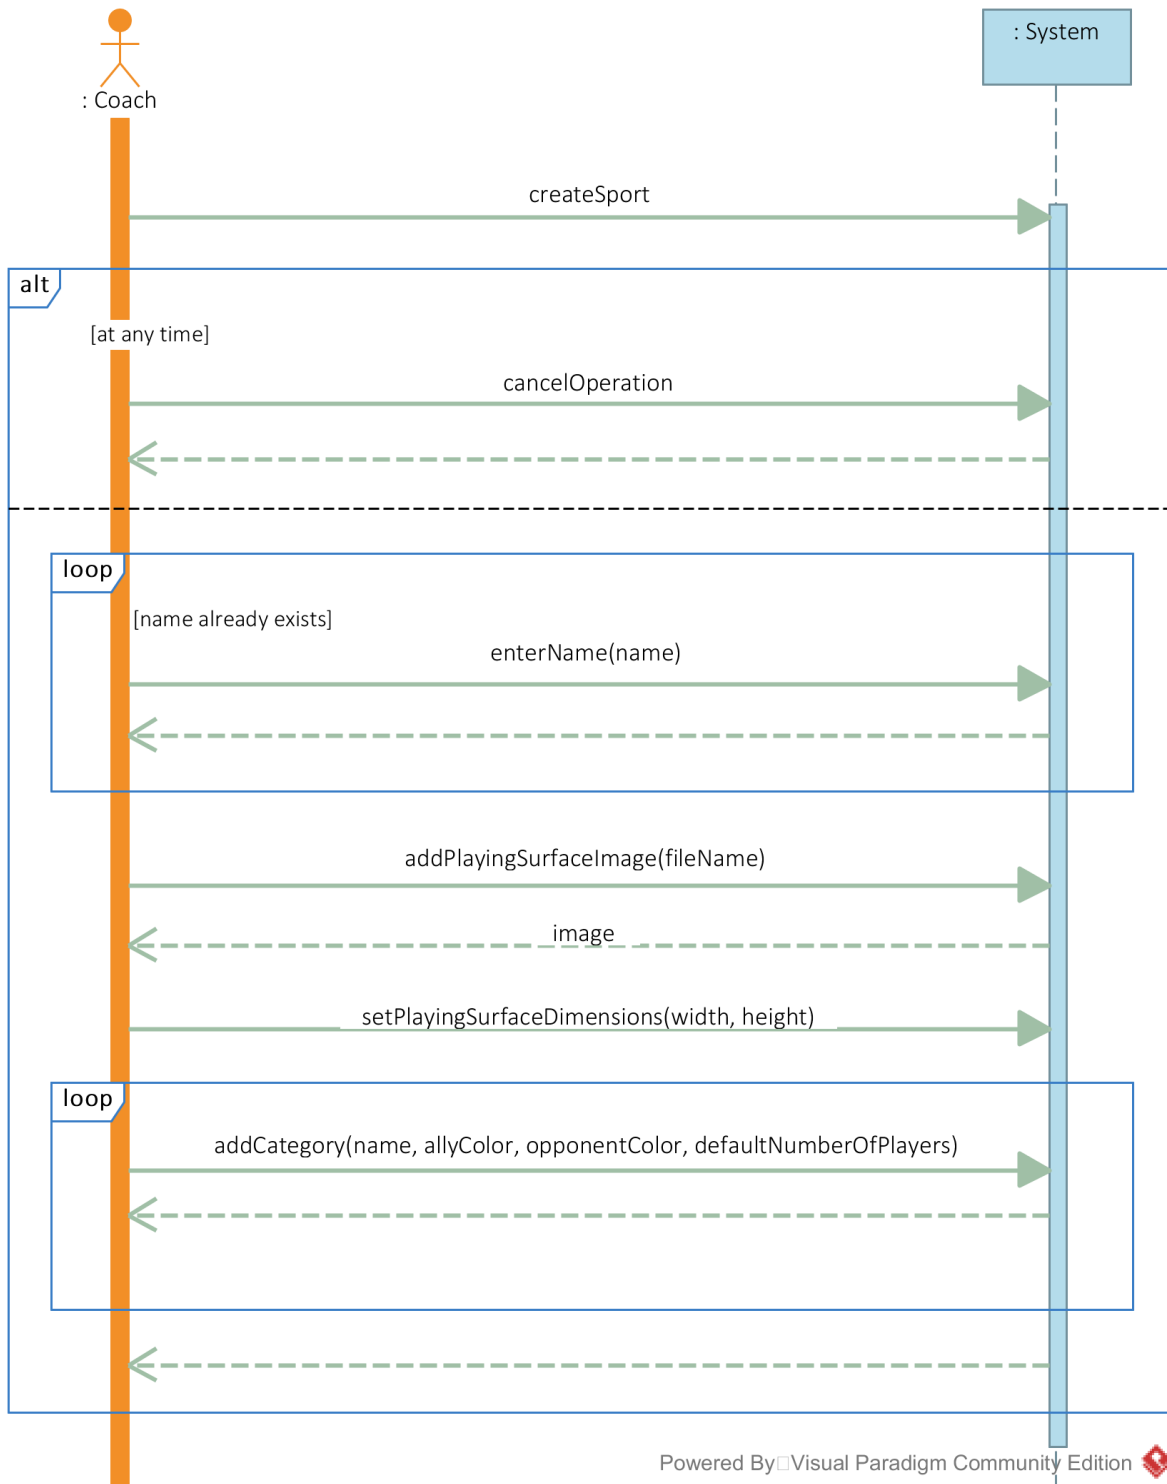 : Coach
: System
createSport
alt
[at any time]
cancelOperation
loop
[name already exists]
enterName(name)
addPlayingSurfaceImage(fileName)
image
setPlayingSurfaceDimensions(width, height)
loop
addCategory(name, allyColor, opponentColor, defaultNumberOfPlayers)
Powered By Visual Paradigm Community Edition